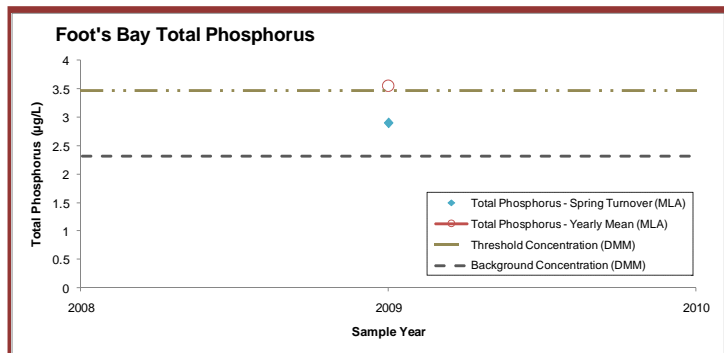 Foot's Bay Total Phosphorus
4
3.5
3
2.5
2
1.5
1
0.5
0
Total Phosphorus (µg/L)
Total Phosphorus - Spring Turnover (MLA)
Total Phosphorus - Yearly Mean (MLA)
Threshold Concentration (DMM)
Background Concentration (DMM)
2008 2009 2010
Sample Year